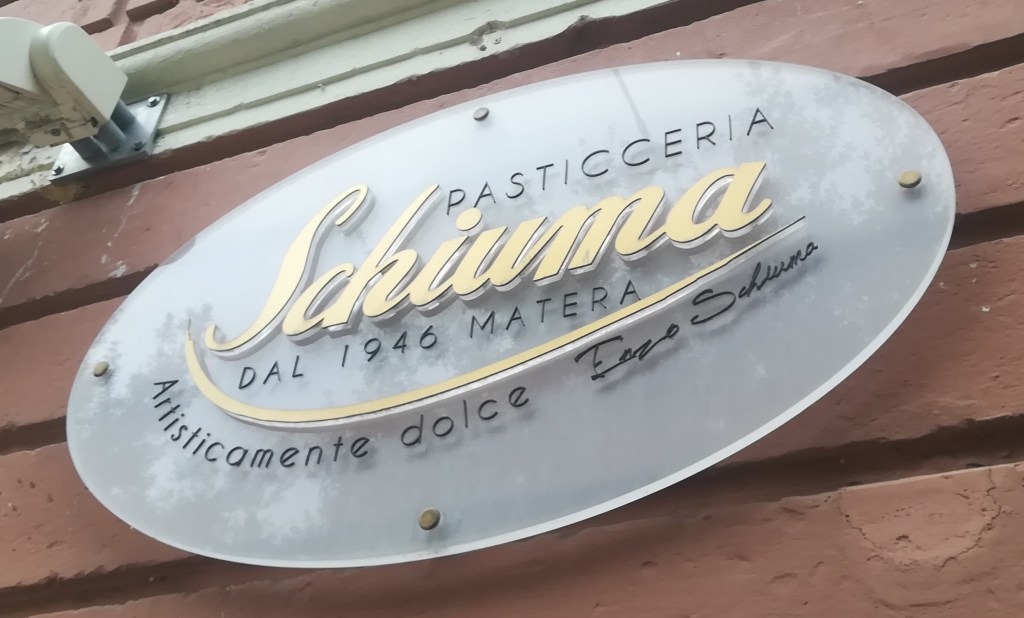 PASTICCERIA
Schiuma
DAL 1946 MATERA
Artisticamente dolce
Enzo Schiuma